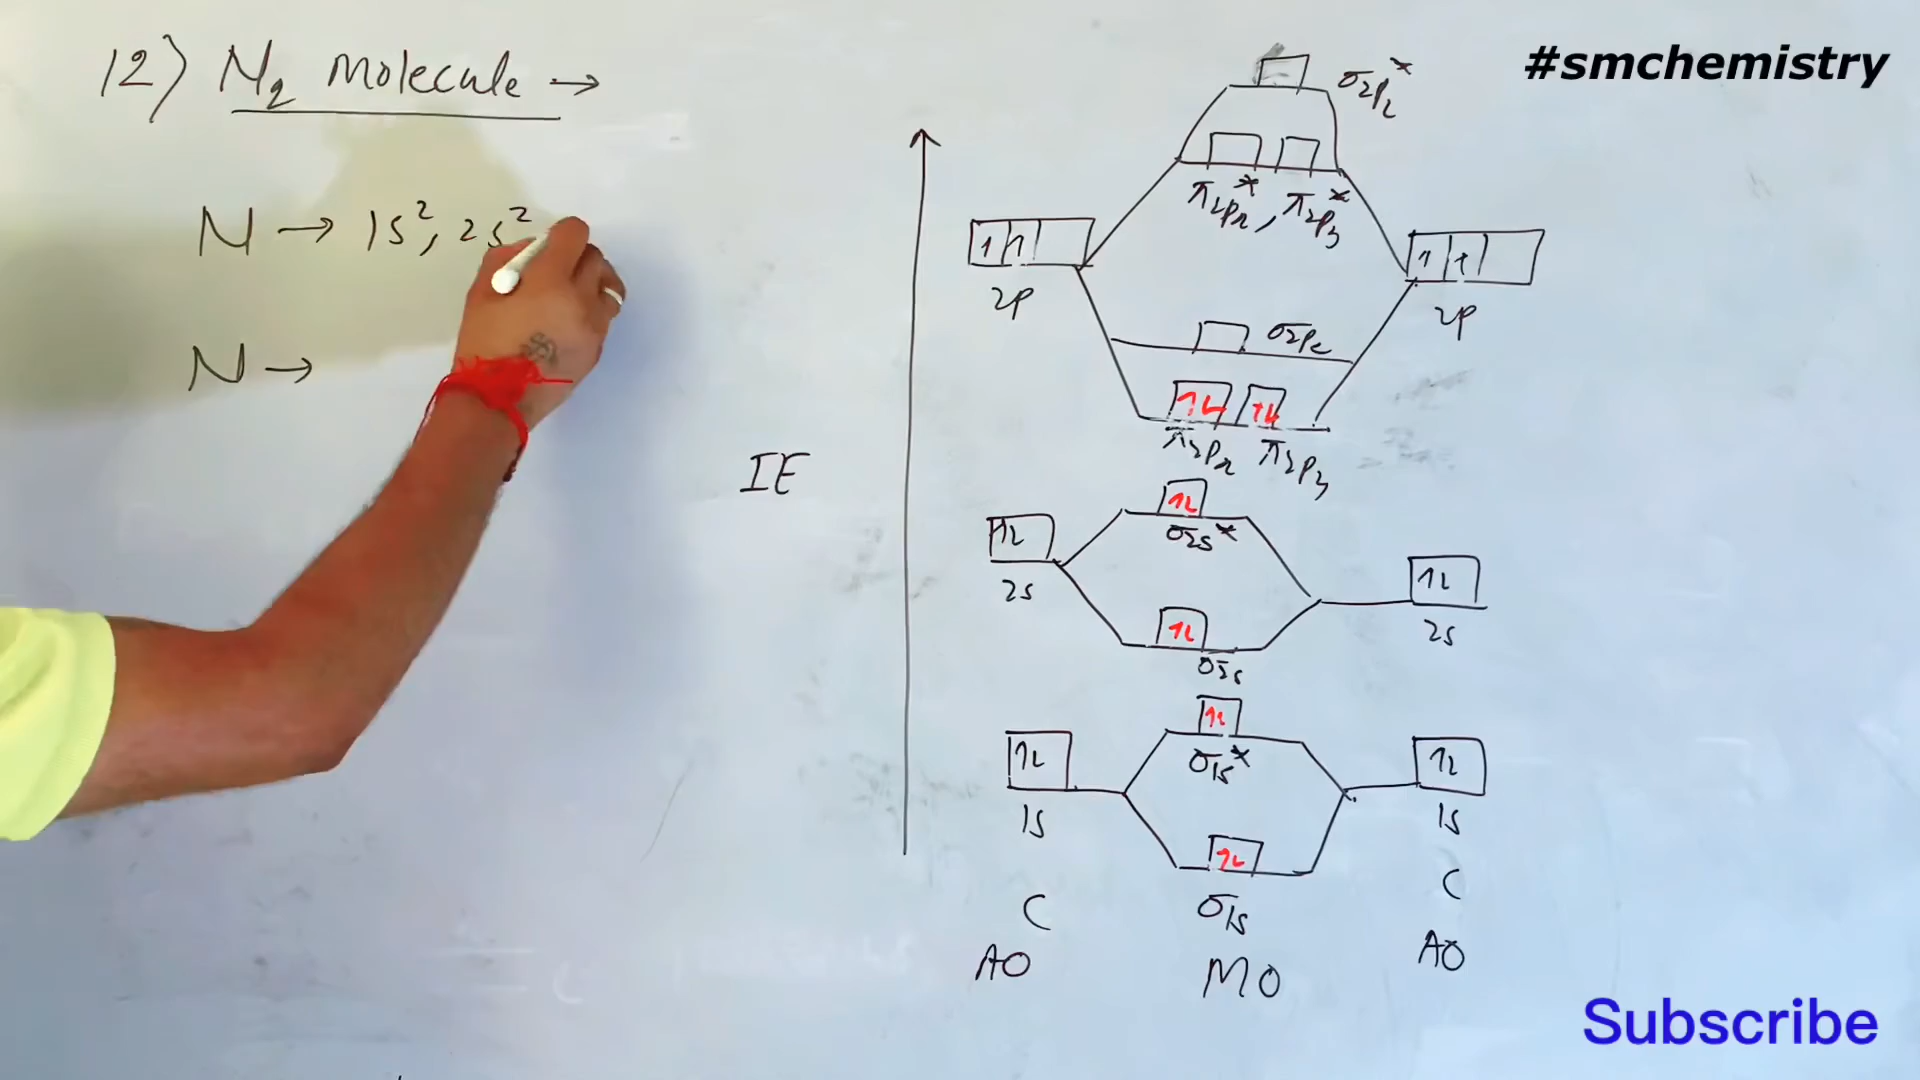 12) N2 Molecule →
#smchemistry
N → 1s², 2s²
N →
IE
σ2pz*
π2px*, π2py*
2p
2p
σ2pz
π2px π2py
σ2s*
2s
2s
σ2s
σ1s*
1s
1s
σ1s
C
C
AO
MO
AO
Subscribe